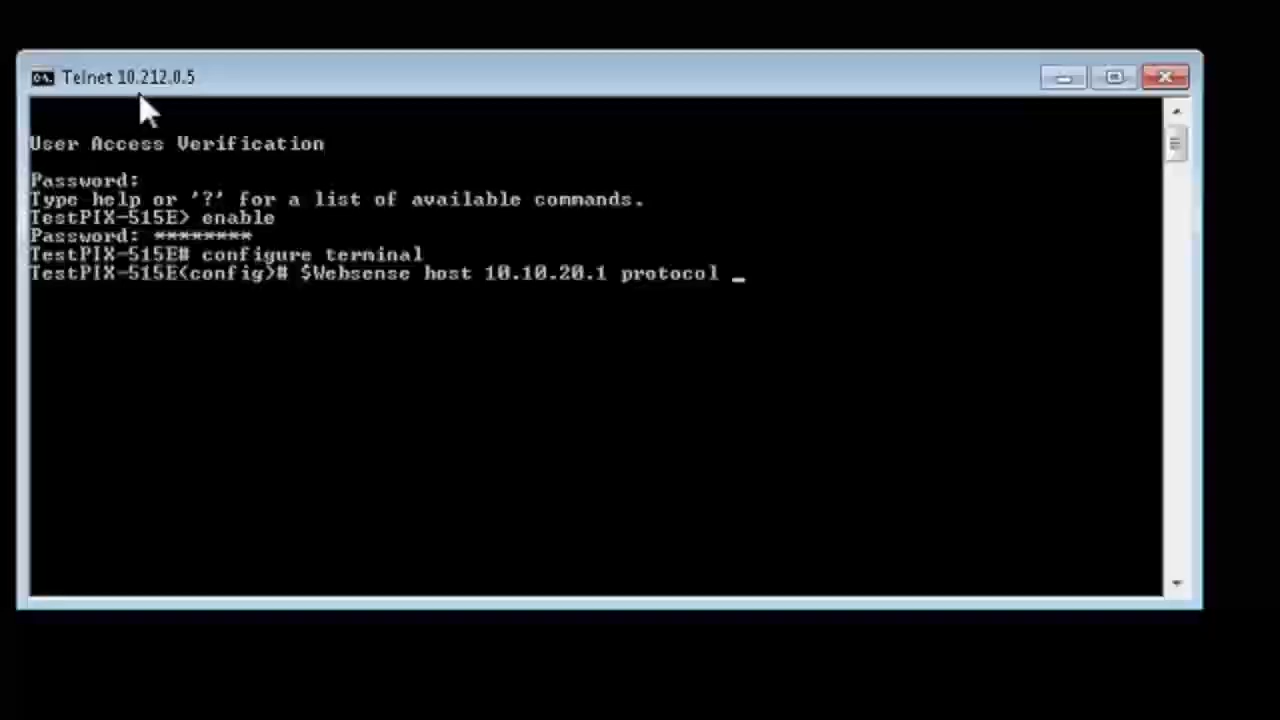 Telnet 10.212.0.5
User Access Verification
Password:
Type help or '?' for a list of available commands.
TestPIX-515E> enable
Password: ********
TestPIX-515E# configure terminal
TestPIX-515E(config)# $Websense host 10.10.20.1 protocol _